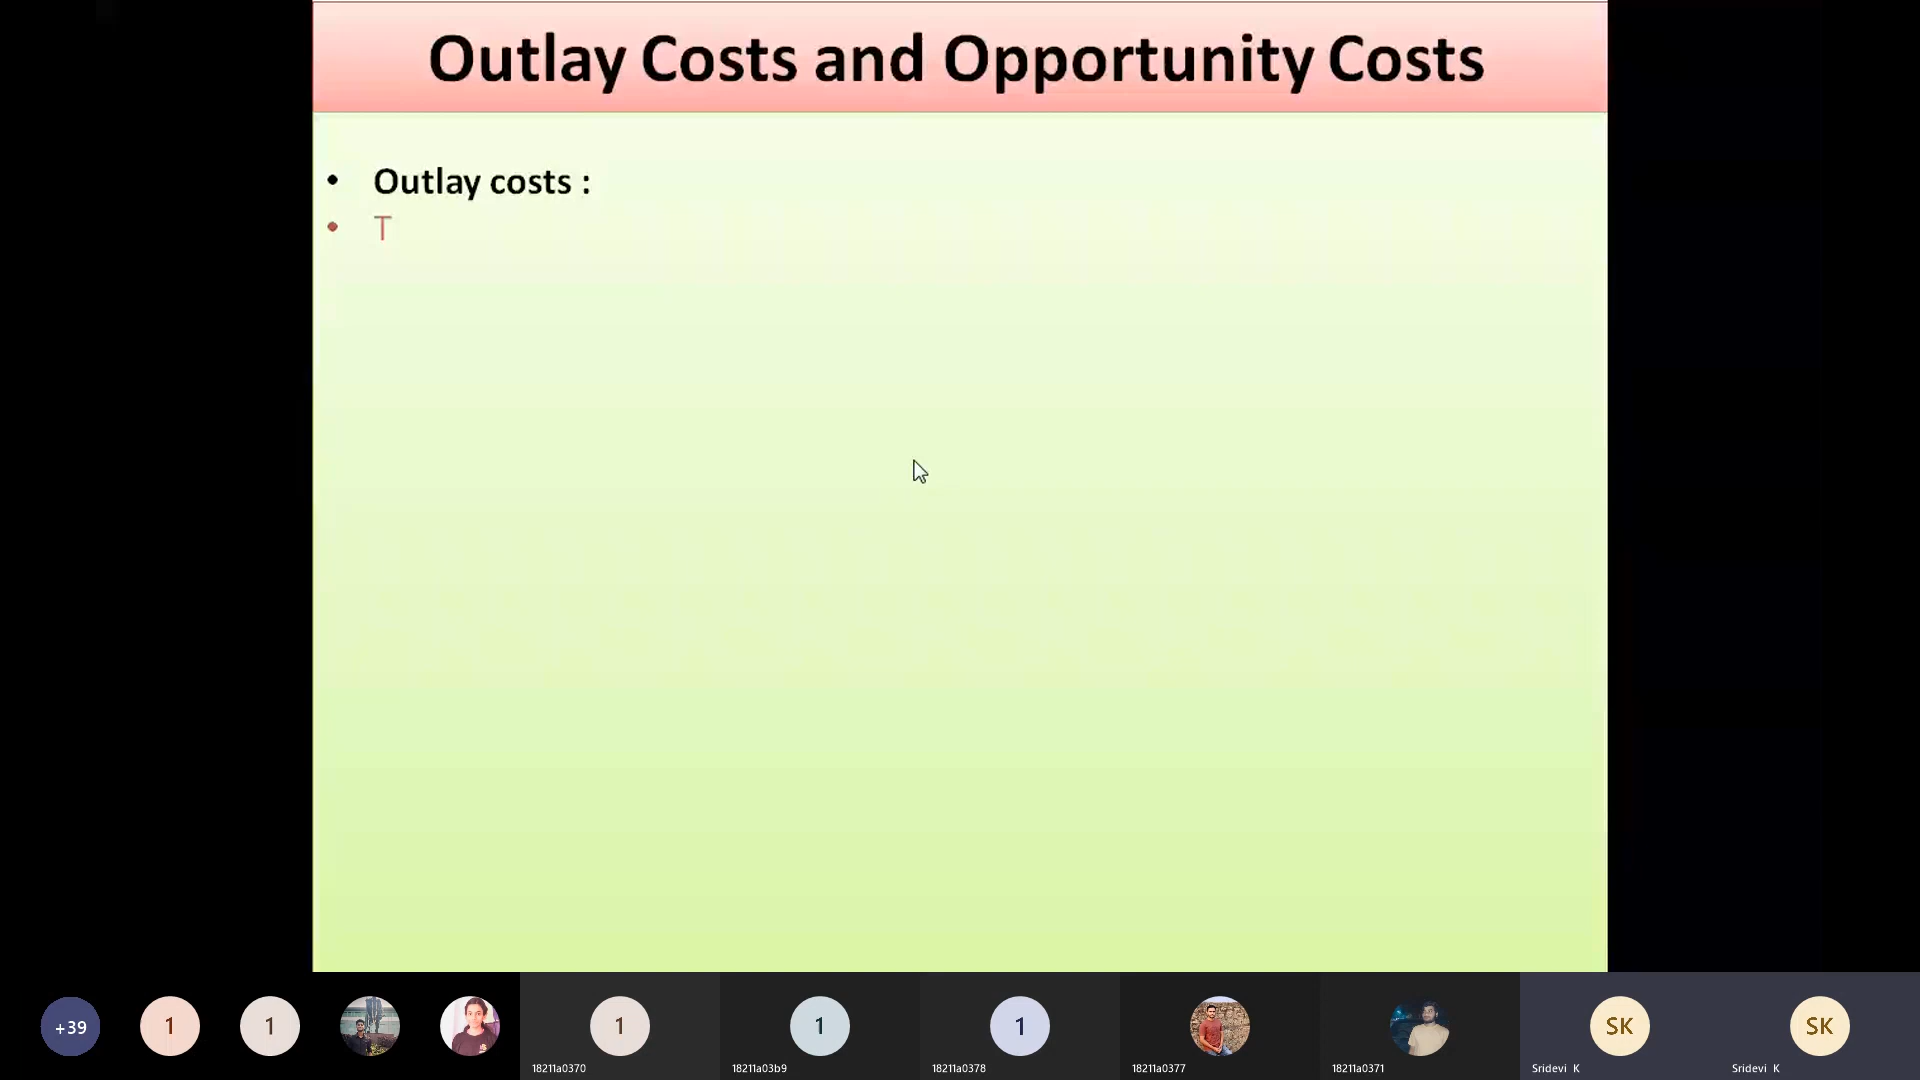 Outlay Costs and Opportunity Costs
• Outlay costs :
• T
+39
1
1
1
1
1
SK
SK
18211a0370
18211a03b9
18211a0378
18211a0377
18211a0371
Sridevi K
Sridevi K